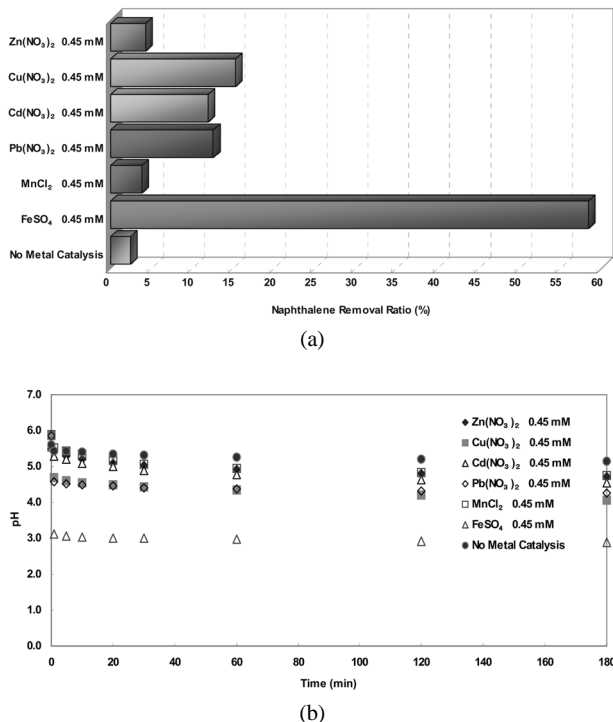 Zn(NO₃)₂ 0.45 mM
Cu(NO₃)₂ 0.45 mM
Cd(NO₃)₂ 0.45 mM
Pb(NO₃)₂ 0.45 mM
MnCl₂ 0.45 mM
FeSO₄ 0.45 mM
No Metal Catalysis
0 5 10 15 20 25 30 35 40 45 50 55 60
Naphthalene Removal Ratio (%)
(a)
7.0
6.0
5.0
4.0
3.0
2.0
1.0
0.0
pH
Zn(NO₃)₂ 0.45 mM
Cu(NO₃)₂ 0.45 mM
Cd(NO₃)₂ 0.45 mM
Pb(NO₃)₂ 0.45 mM
MnCl₂ 0.45 mM
FeSO₄ 0.45 mM
No Metal Catalysis
0 20 40 60 80 100 120 140 160 180
Time (min)
(b)